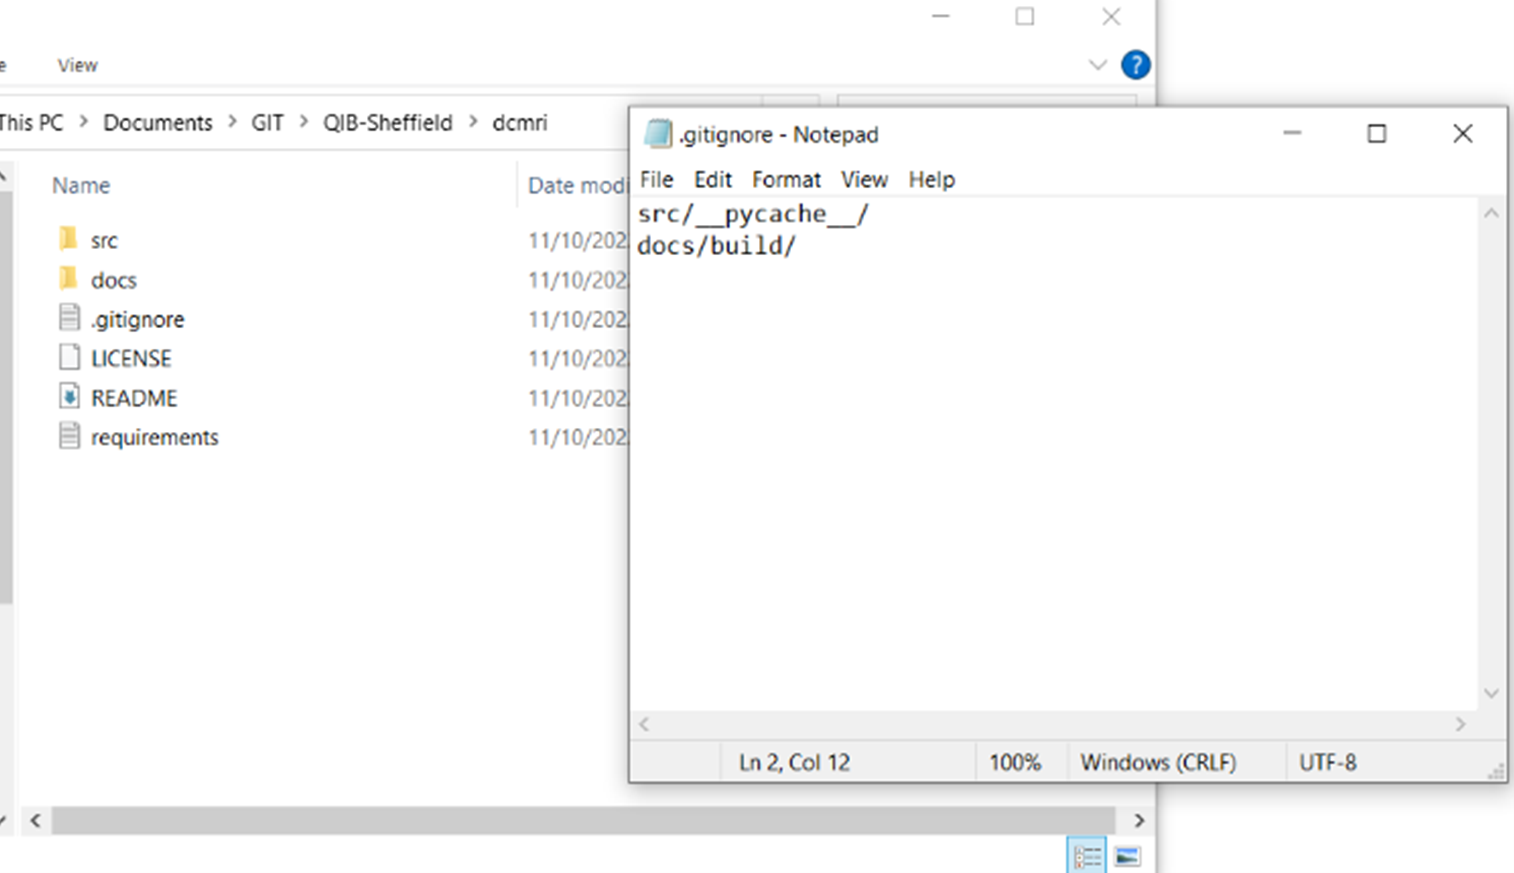 View
?
This PC > Documents > GIT > QIB-Sheffield > dcmri
Name
Date modi
src 11/10/202
docs 11/10/202
.gitignore 11/10/202
LICENSE 11/10/202
README 11/10/202
requirements 11/10/202
.gitignore - Notepad
File Edit Format View Help
src/__pycache__/
docs/build/
Ln 2, Col 12 100% Windows (CRLF) UTF-8